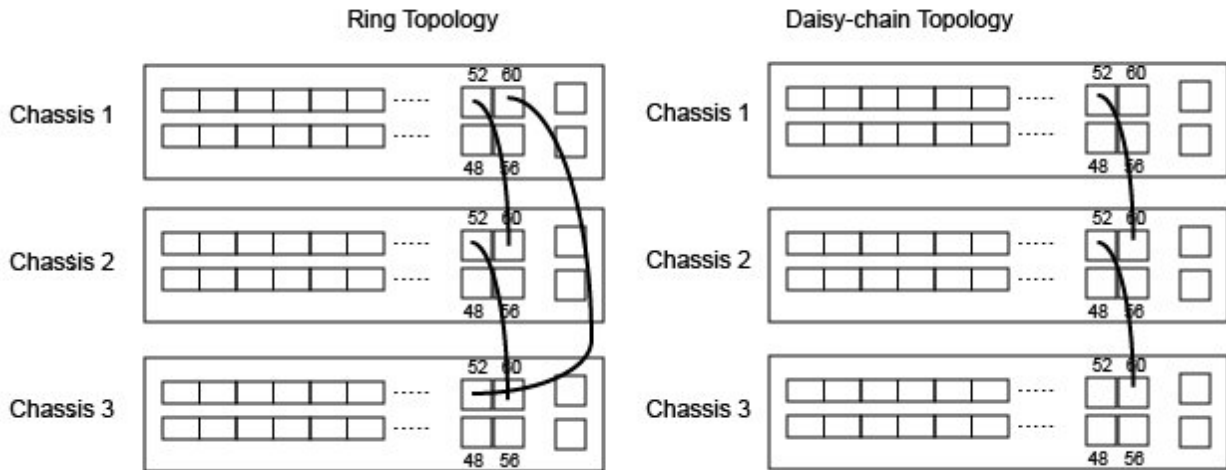 Ring Topology Daisy-chain Topology
52 60 52 60
Chassis 1 Chassis 1
48 56 48 56
52 60 52 60
Chassis 2 Chassis 2
48 56 48 56
52 60 52 60
Chassis 3 Chassis 3
48 56 48 56